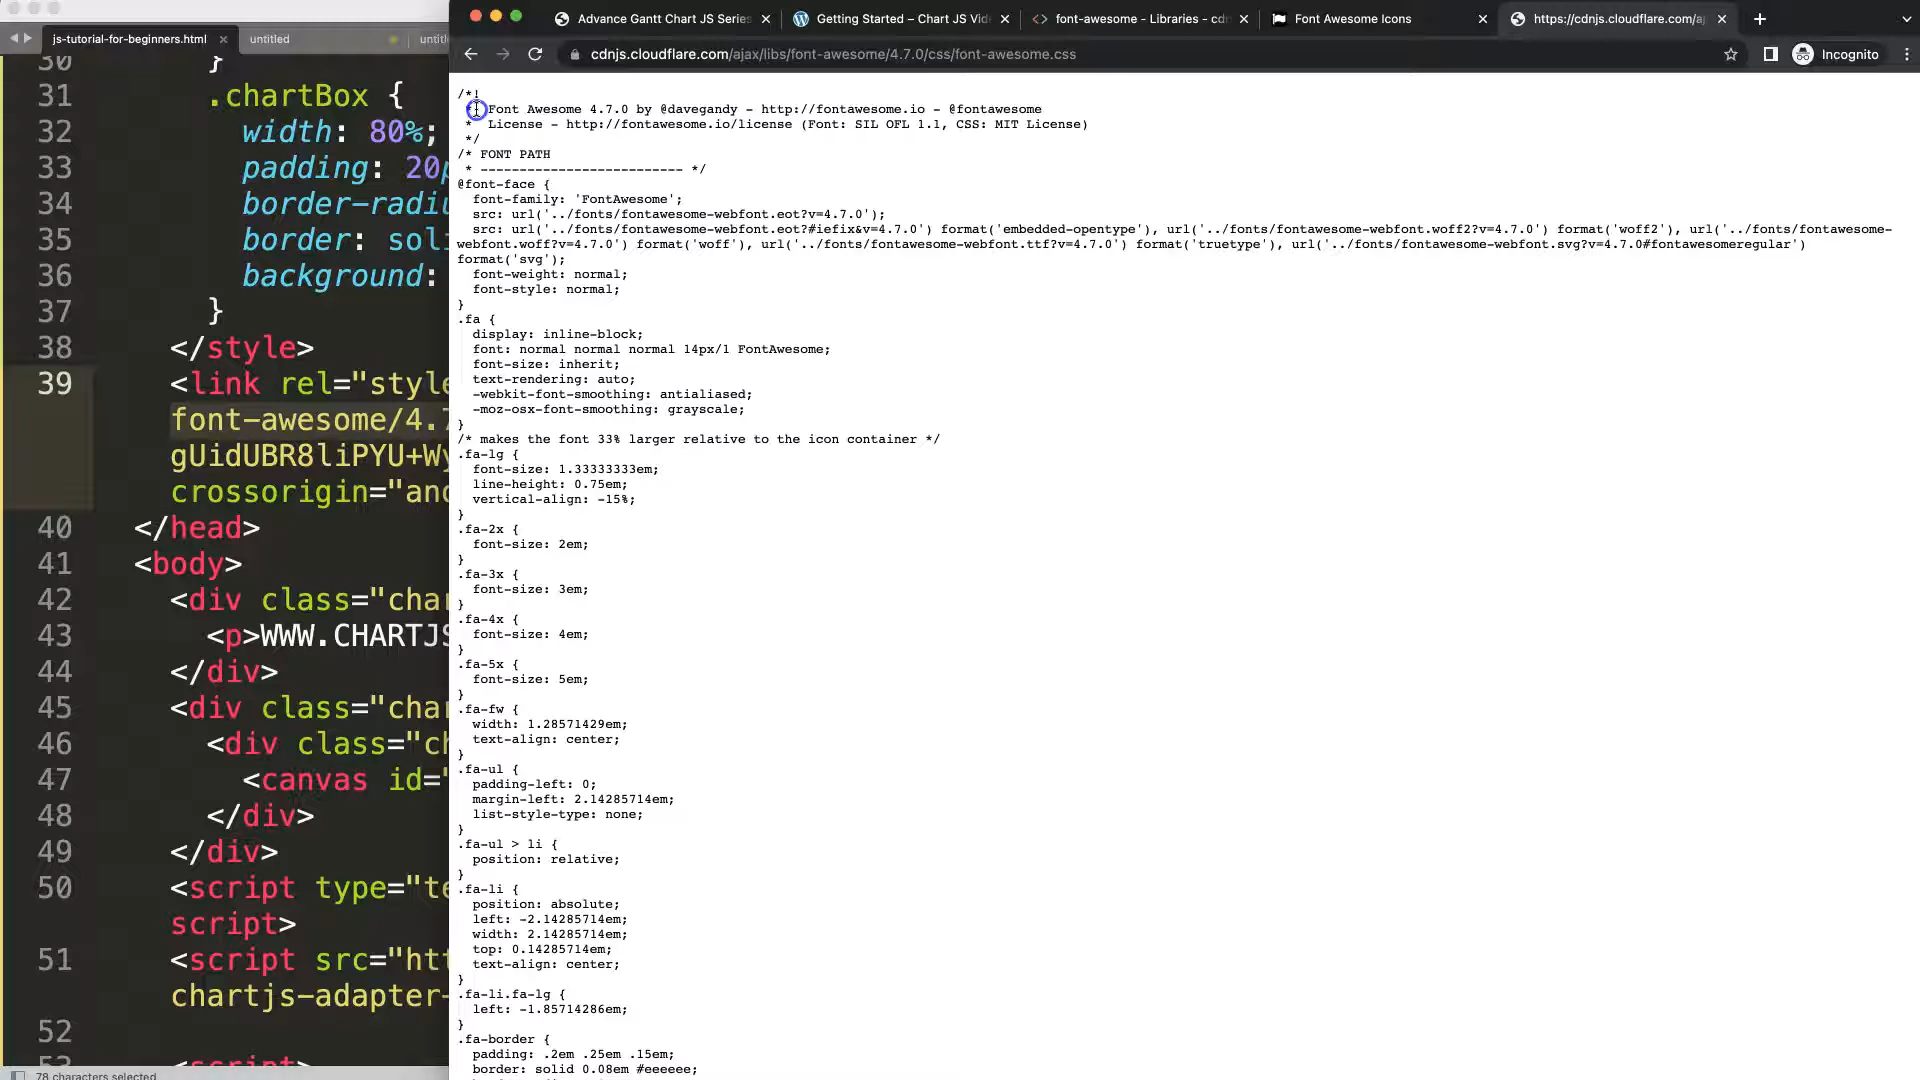 js-tutorial-for-beginners.html
untitled
Advance Gantt Chart JS Series
Getting Started – Chart JS Vid
font-awesome - Libraries - cdn
Font Awesome Icons
https://cdnjs.cloudflare.com/aj
cdnjs.cloudflare.com/ajax/libs/font-awesome/4.7.0/css/font-awesome.css
Incognito
30 }
31 .chartBox {
32 width: 80%;
33 padding: 20p
34 border-radiu
35 border: soli
36 background:
37 }
38 </style>
39 <link rel="style
font-awesome/4.7
gUidUBR8liPYU+Wy
crossorigin="ano
40 </head>
41 <body>
42 <div class="char
43 <p>WWW.CHARTJS
44 </div>
45 <div class="char
46 <div class="ch
47 <canvas id="
48 </div>
49 </div>
50 <script type="te
script>
51 <script src="htt
chartjs-adapter-
52
53 <script>
78 characters selected
/*!
* Font Awesome 4.7.0 by @davegandy - http://fontawesome.io - @fontawesome
* License - http://fontawesome.io/license (Font: SIL OFL 1.1, CSS: MIT License)
*/
/* FONT PATH
* -------------------------- */
@font-face {
font-family: 'FontAwesome';
src: url('../fonts/fontawesome-webfont.eot?v=4.7.0');
src: url('../fonts/fontawesome-webfont.eot?#iefix&v=4.7.0') format('embedded-opentype'), url('../fonts/fontawesome-webfont.woff2?v=4.7.0') format('woff2'), url('../fonts/fontawesome-
webfont.woff?v=4.7.0') format('woff'), url('../fonts/fontawesome-webfont.ttf?v=4.7.0') format('truetype'), url('../fonts/fontawesome-webfont.svg?v=4.7.0#fontawesomeregular')
format('svg');
font-weight: normal;
font-style: normal;
}
.fa {
display: inline-block;
font: normal normal normal 14px/1 FontAwesome;
font-size: inherit;
text-rendering: auto;
-webkit-font-smoothing: antialiased;
-moz-osx-font-smoothing: grayscale;
}
/* makes the font 33% larger relative to the icon container */
.fa-lg {
font-size: 1.33333333em;
line-height: 0.75em;
vertical-align: -15%;
}
.fa-2x {
font-size: 2em;
}
.fa-3x {
font-size: 3em;
}
.fa-4x {
font-size: 4em;
}
.fa-5x {
font-size: 5em;
}
.fa-fw {
width: 1.28571429em;
text-align: center;
}
.fa-ul {
padding-left: 0;
margin-left: 2.14285714em;
list-style-type: none;
}
.fa-ul > li {
position: relative;
}
.fa-li {
position: absolute;
left: -2.14285714em;
width: 2.14285714em;
top: 0.14285714em;
text-align: center;
}
.fa-li.fa-lg {
left: -1.85714286em;
}
.fa-border {
padding: .2em .25em .15em;
border: solid 0.08em #eeeeee;